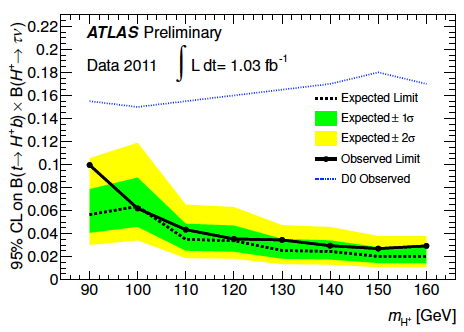 ATLAS Preliminary
Data 2011 ∫ L dt= 1.03 fb⁻¹
Expected Limit
Expected ± 1σ
Expected ± 2σ
Observed Limit
D0 Observed
95% CL on B(t→ H⁺b) × B(H⁺→ τν)
0.22
0.2
0.18
0.16
0.14
0.12
0.1
0.08
0.06
0.04
0.02
0
90 100 110 120 130 140 150 160
m_H⁺ [GeV]